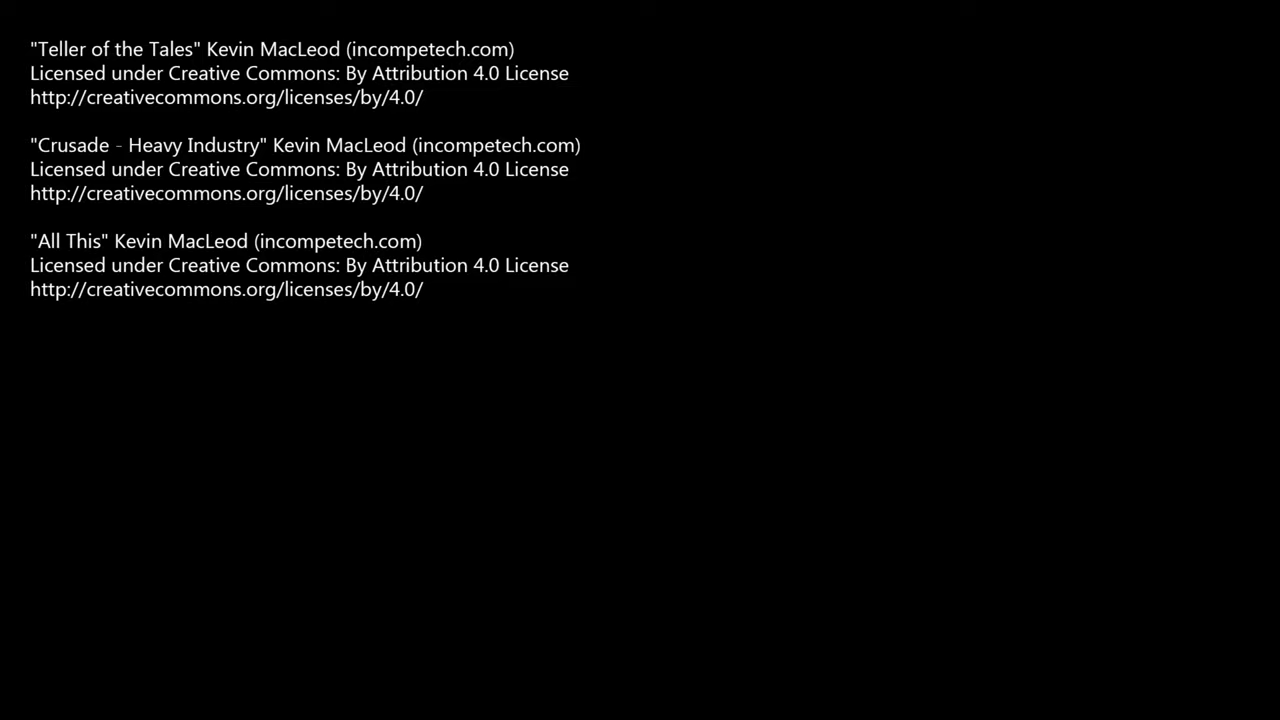 "Teller of the Tales" Kevin MacLeod (incompetech.com)
Licensed under Creative Commons: By Attribution 4.0 License
http://creativecommons.org/licenses/by/4.0/
"Crusade - Heavy Industry" Kevin MacLeod (incompetech.com)
Licensed under Creative Commons: By Attribution 4.0 License
http://creativecommons.org/licenses/by/4.0/
"All This" Kevin MacLeod (incompetech.com)
Licensed under Creative Commons: By Attribution 4.0 License
http://creativecommons.org/licenses/by/4.0/